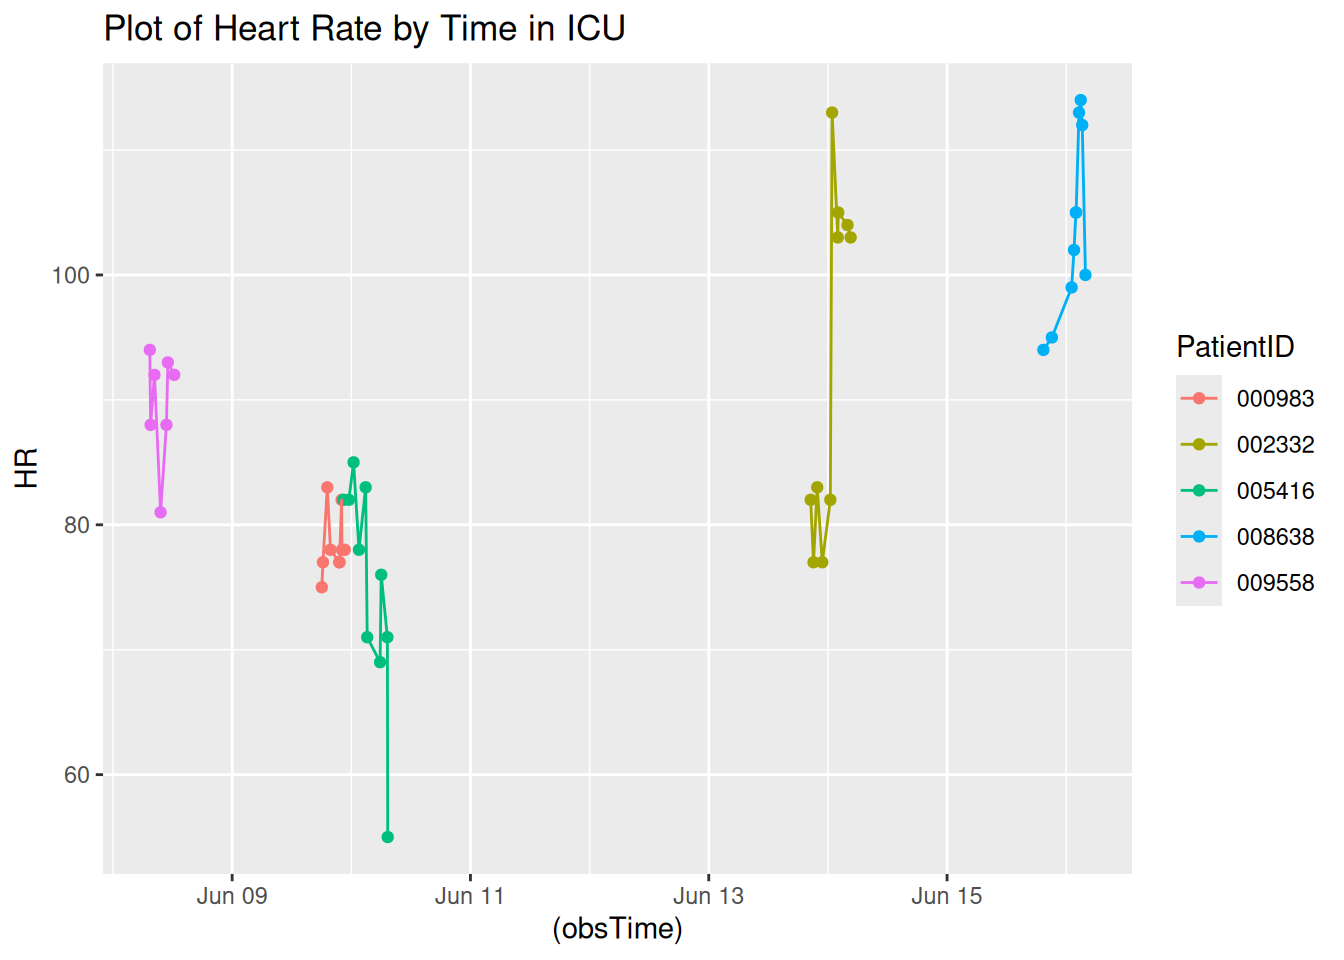 Plot of Heart Rate by Time in ICU
HR
100
80
60
Jun 09
Jun 11
Jun 13
Jun 15
(obsTime)
PatientID
000983
002332
005416
008638
009558